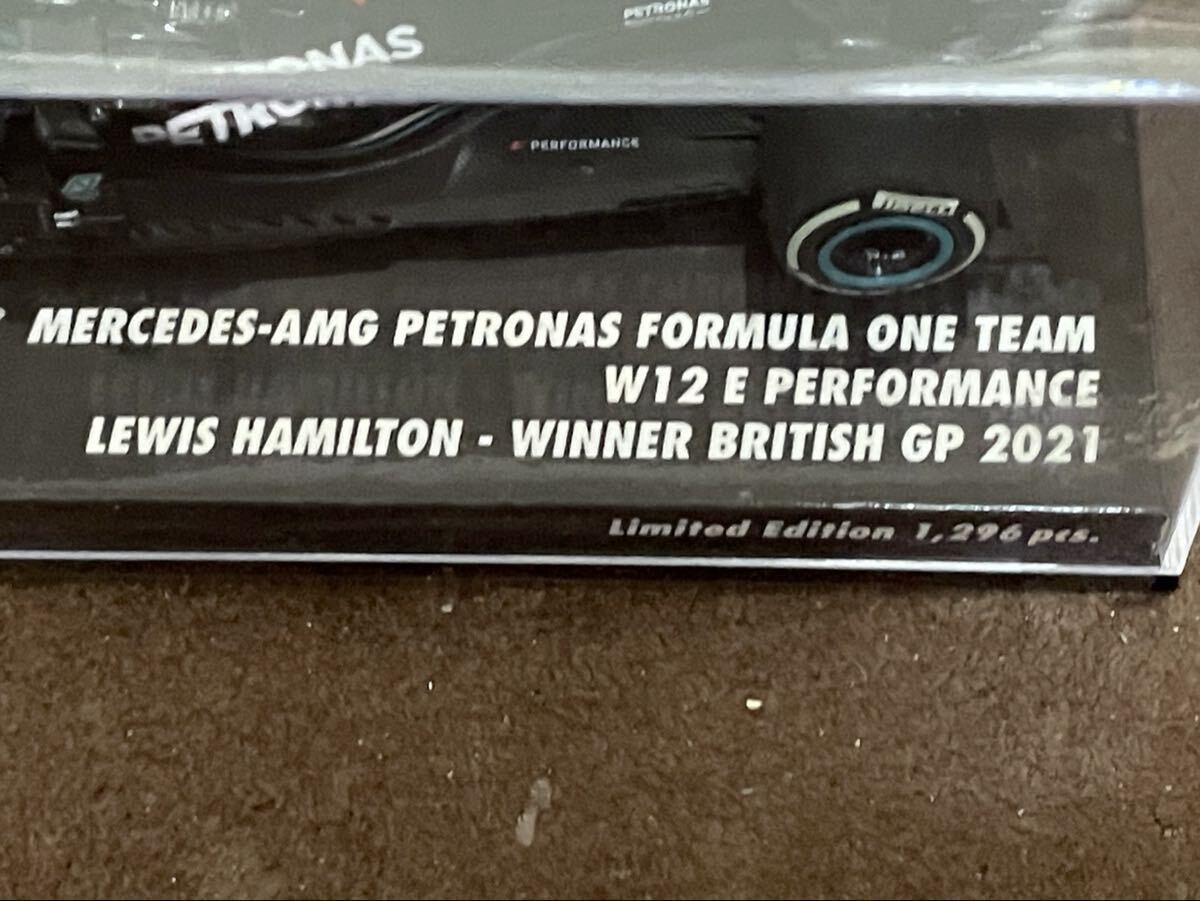 PETRONAS
PETRONAS
PERFORMANCE
PIRELLI
MERCEDES-AMG PETRONAS FORMULA ONE TEAM
W12 E PERFORMANCE
LEWIS HAMILTON - WINNER BRITISH GP 2021
Limited Edition 1,296 pcs.